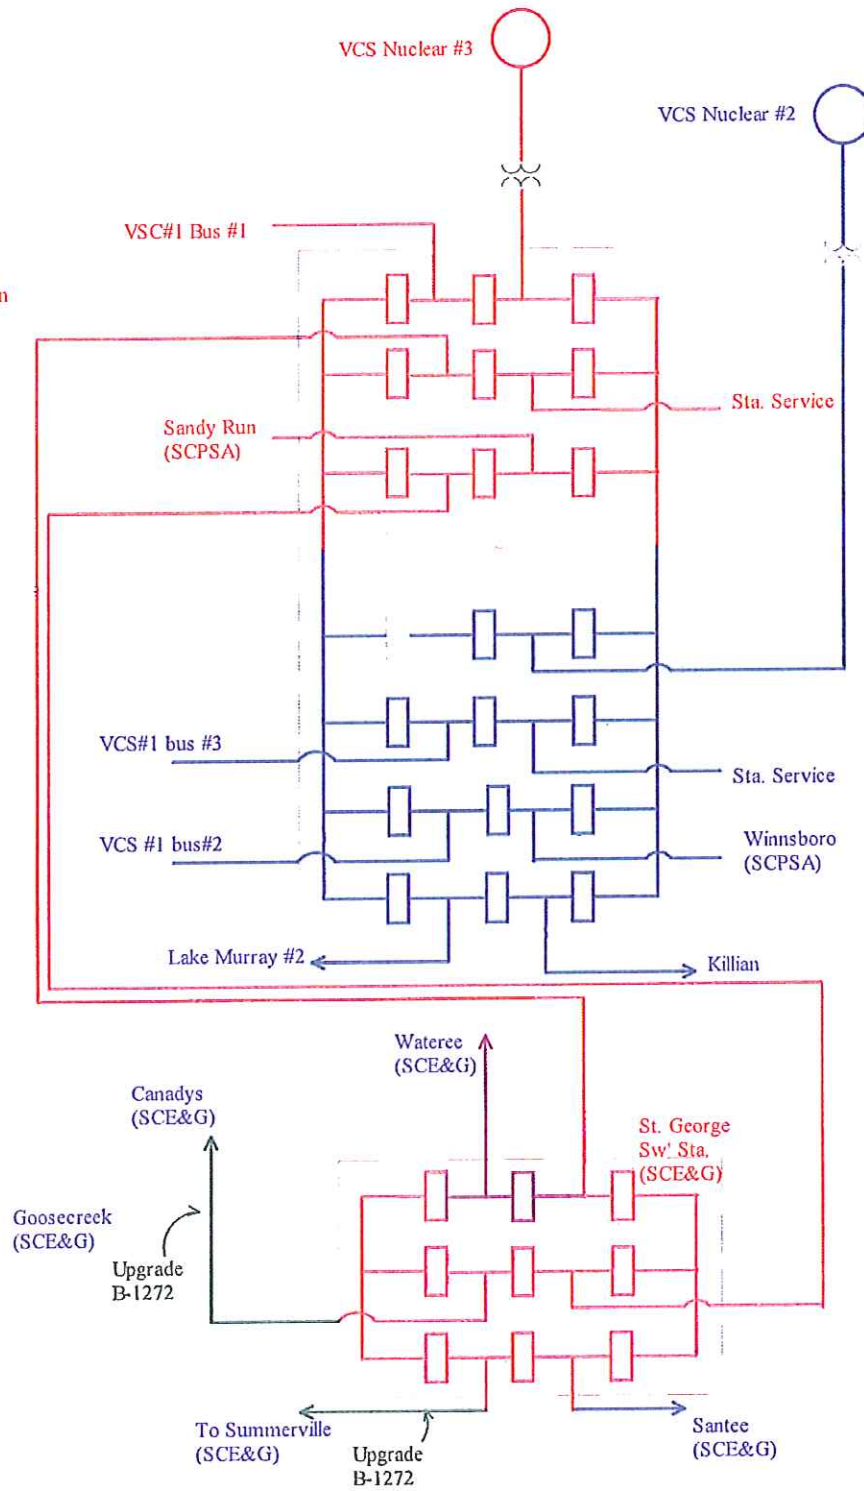 VCS Nuclear #3
VCS Nuclear #2
VSC#1 Bus #1
n
Sta. Service
Sandy Run
(SCPSA)
VCS#1 bus #3
Sta. Service
VCS #1 bus#2
Winnsboro
(SCPSA)
Lake Murray #2
Killian
Wateree
(SCE&G)
Canadys
(SCE&G)
St. George
Sw' Sta.
(SCE&G)
Goosecreek
(SCE&G)
Upgrade
B-1272
To Summerville
(SCE&G)
Upgrade
B-1272
Santee
(SCE&G)